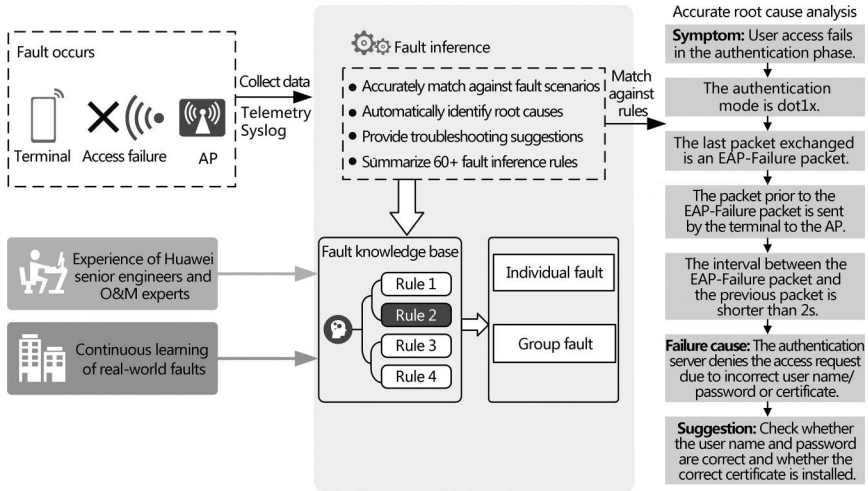 Fault occurs
Terminal
Access failure
AP
Collect data
Telemetry
Syslog
Fault inference
● Accurately match against fault scenarios
● Automatically identify root causes
● Provide troubleshooting suggestions
● Summarize 60+ fault inference rules
Match
against
rules
Experience of Huawei
senior engineers and
O&M experts
Continuous learning
of real-world faults
Fault knowledge base
Rule 1
Rule 2
Rule 3
Rule 4
Individual fault
Group fault
Accurate root cause analysis
Symptom: User access fails
in the authentication phase.
The authentication
mode is dot1x.
The last packet exchanged
is an EAP-Failure packet.
The packet prior to the
EAP-Failure packet is sent
by the terminal to the AP.
The interval between the
EAP-Failure packet and
the previous packet is
shorter than 2s.
Failure cause: The authentication
server denies the access request
due to incorrect user name/
password or certificate.
Suggestion: Check whether
the user name and password
are correct and whether the
correct certificate is installed.